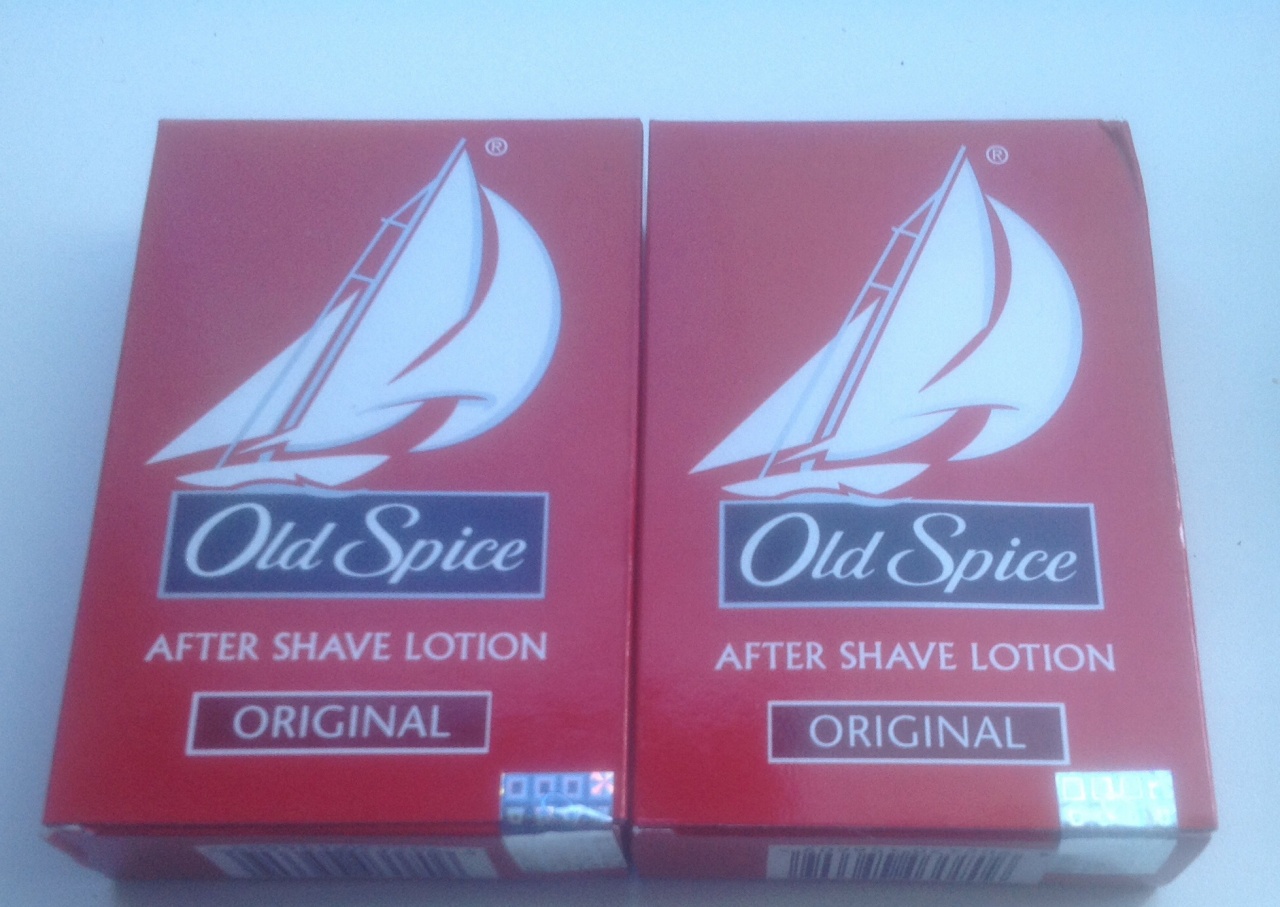 ®
Old Spice
AFTER SHAVE LOTION
ORIGINAL
®
Old Spice
AFTER SHAVE LOTION
ORIGINAL